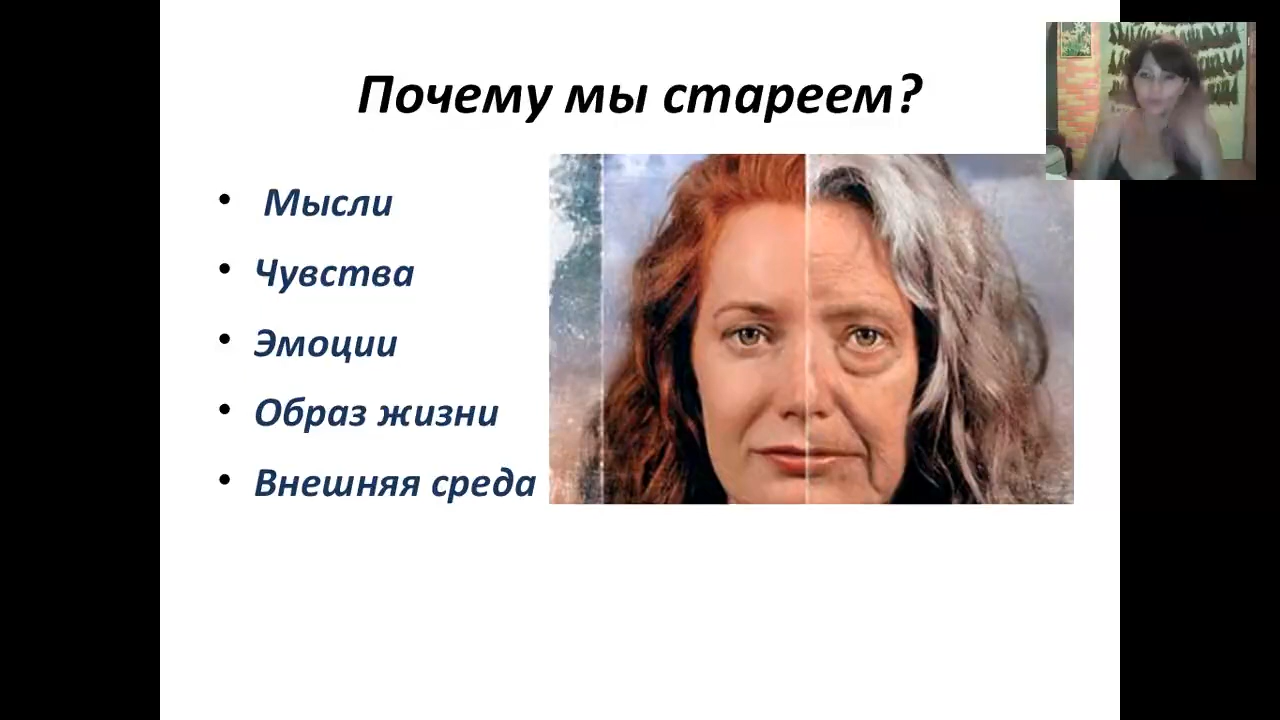 Почему мы стареем?
• Мысли
• Чувства
• Эмоции
• Образ жизни
• Внешняя среда